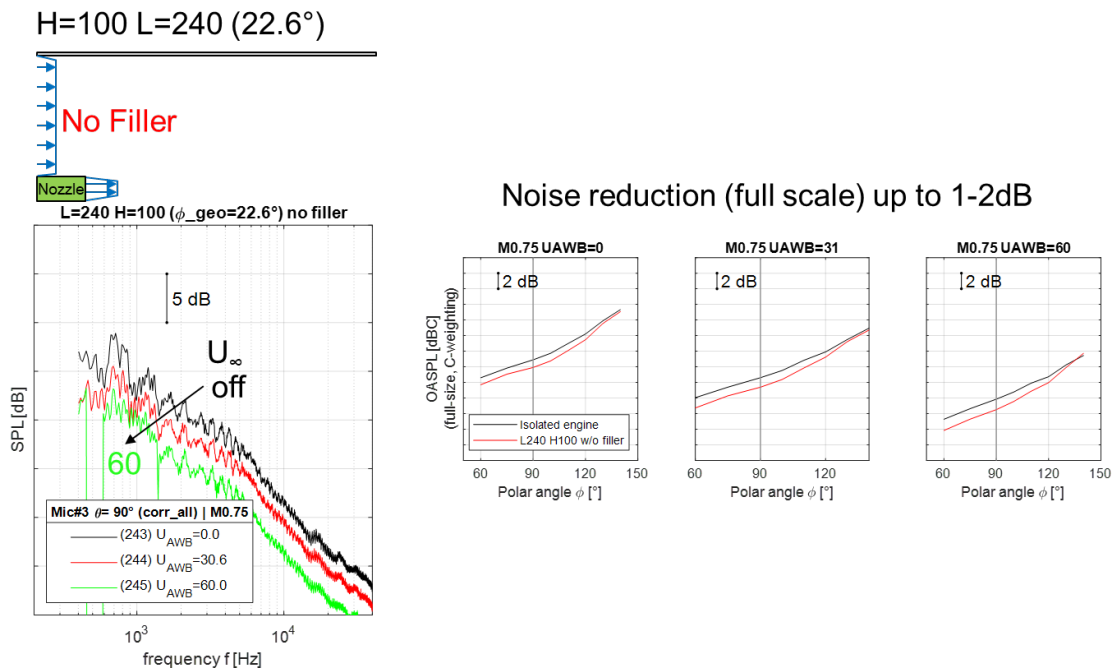 H=100 L=240 (22.6°)
No Filler
Nozzle
L=240 H=100 (ϕ_geo=22.6°) no filler
5 dB
U∞
off
60
SPL[dB]
Mic#3 θ= 90° (corr_all) | M0.75
(243) U_AWB=0.0
(244) U_AWB=30.6
(245) U_AWB=60.0
10³
10⁴
frequency f [Hz]
Noise reduction (full scale) up to 1-2dB
M0.75 UAWB=0
2 dB
OASPL [dBC]
(full-size, C-weighting)
Isolated engine
L240 H100 w/o filler
60 90 120 150
Polar angle ϕ [°]
M0.75 UAWB=31
2 dB
60 90 120
Polar angle ϕ [°]
M0.75 UAWB=60
2 dB
60 90 120 150
Polar angle ϕ [°]